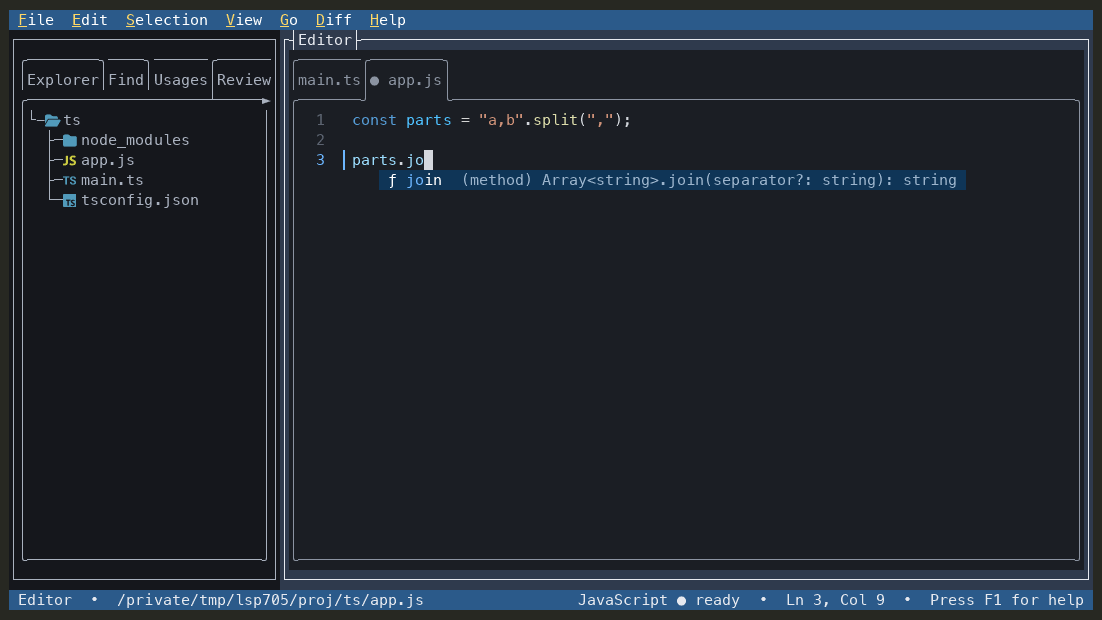 File Edit Selection View Go Diff Help
Editor
Explorer Find Usages Review
main.ts ● app.js
ts
node_modules
JS app.js
TS main.ts
TS tsconfig.json
1 const parts = "a,b".split(",");
2
3 parts.jo
ƒ join (method) Array<string>.join(separator?: string): string
Editor • /private/tmp/lsp705/proj/ts/app.js JavaScript ● ready • Ln 3, Col 9 • Press F1 for help